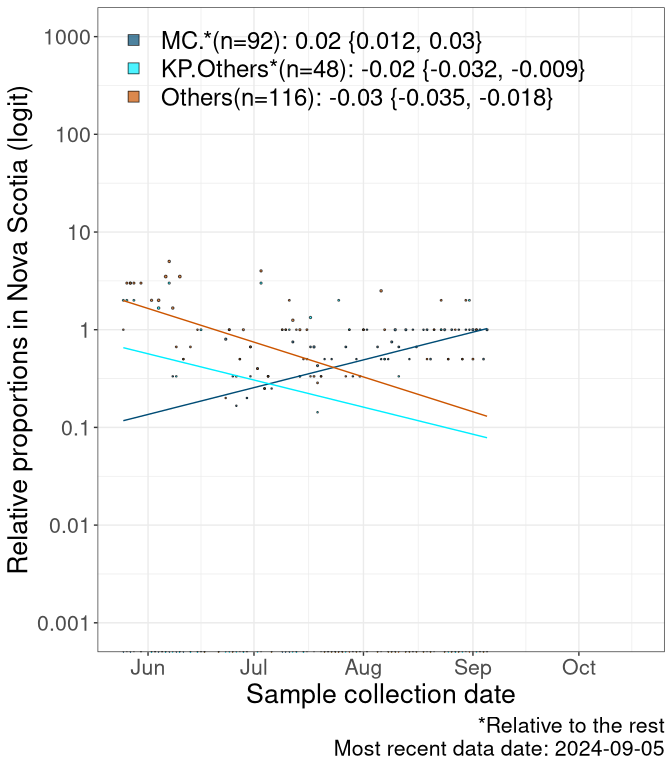 MC.*(n=92): 0.02 {0.012, 0.03}
KP.Others*(n=48): -0.02 {-0.032, -0.009}
Others(n=116): -0.03 {-0.035, -0.018}
Relative proportions in Nova Scotia (logit)
1000
100
10
1
0.1
0.01
0.001
Jun Jul Aug Sep Oct
Sample collection date
*Relative to the rest
Most recent data date: 2024-09-05